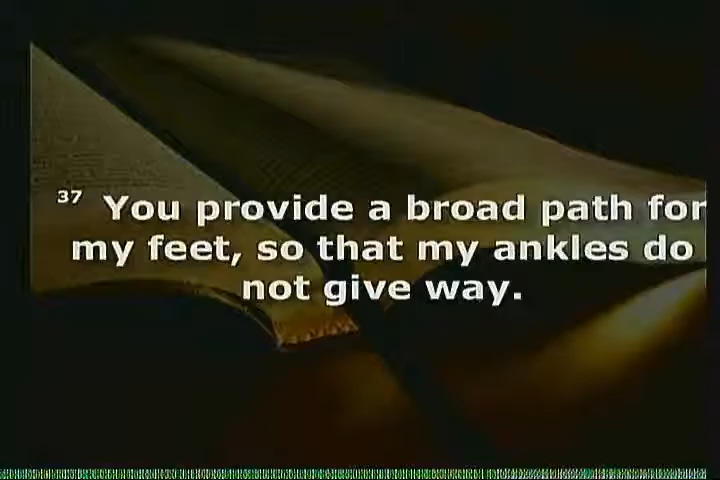 37 You provide a broad path for
my feet, so that my ankles do
not give way.